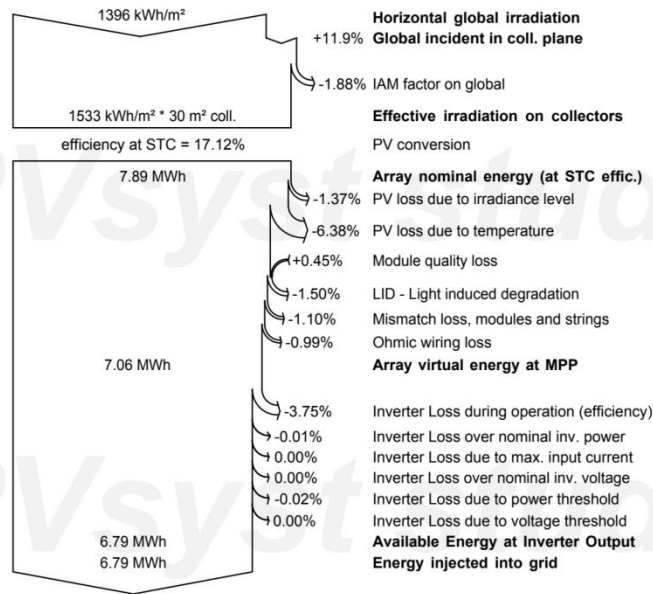 1396 kWh/m² Horizontal global irradiation
+11.9% Global incident in coll. plane
-1.88% IAM factor on global
1533 kWh/m² * 30 m² coll. Effective irradiation on collectors
efficiency at STC = 17.12% PV conversion
7.89 MWh Array nominal energy (at STC effic.)
-1.37% PV loss due to irradiance level
-6.38% PV loss due to temperature
+0.45% Module quality loss
-1.50% LID - Light induced degradation
-1.10% Mismatch loss, modules and strings
-0.99% Ohmic wiring loss
7.06 MWh Array virtual energy at MPP
-3.75% Inverter Loss during operation (efficiency)
-0.01% Inverter Loss over nominal inv. power
0.00% Inverter Loss due to max. input current
0.00% Inverter Loss over nominal inv. voltage
-0.02% Inverter Loss due to power threshold
0.00% Inverter Loss due to voltage threshold
6.79 MWh Available Energy at Inverter Output
6.79 MWh Energy injected into grid
PVsyst stud
PVsyst stud